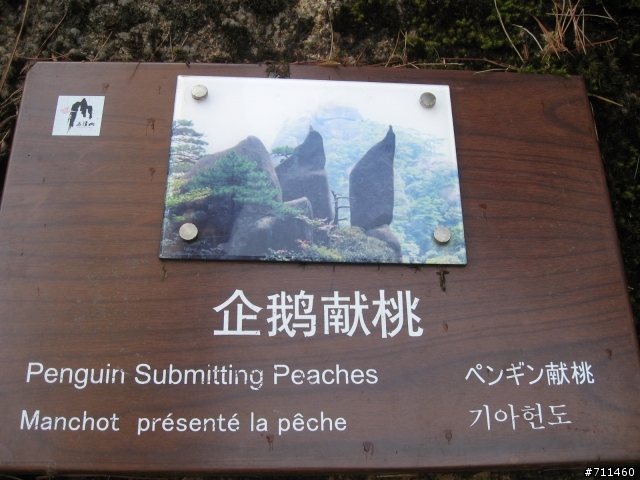 企鹅献桃
Penguin Submitting Peaches
ペンギン献桃
Manchot présenté la pêche
기아헌도
#711460